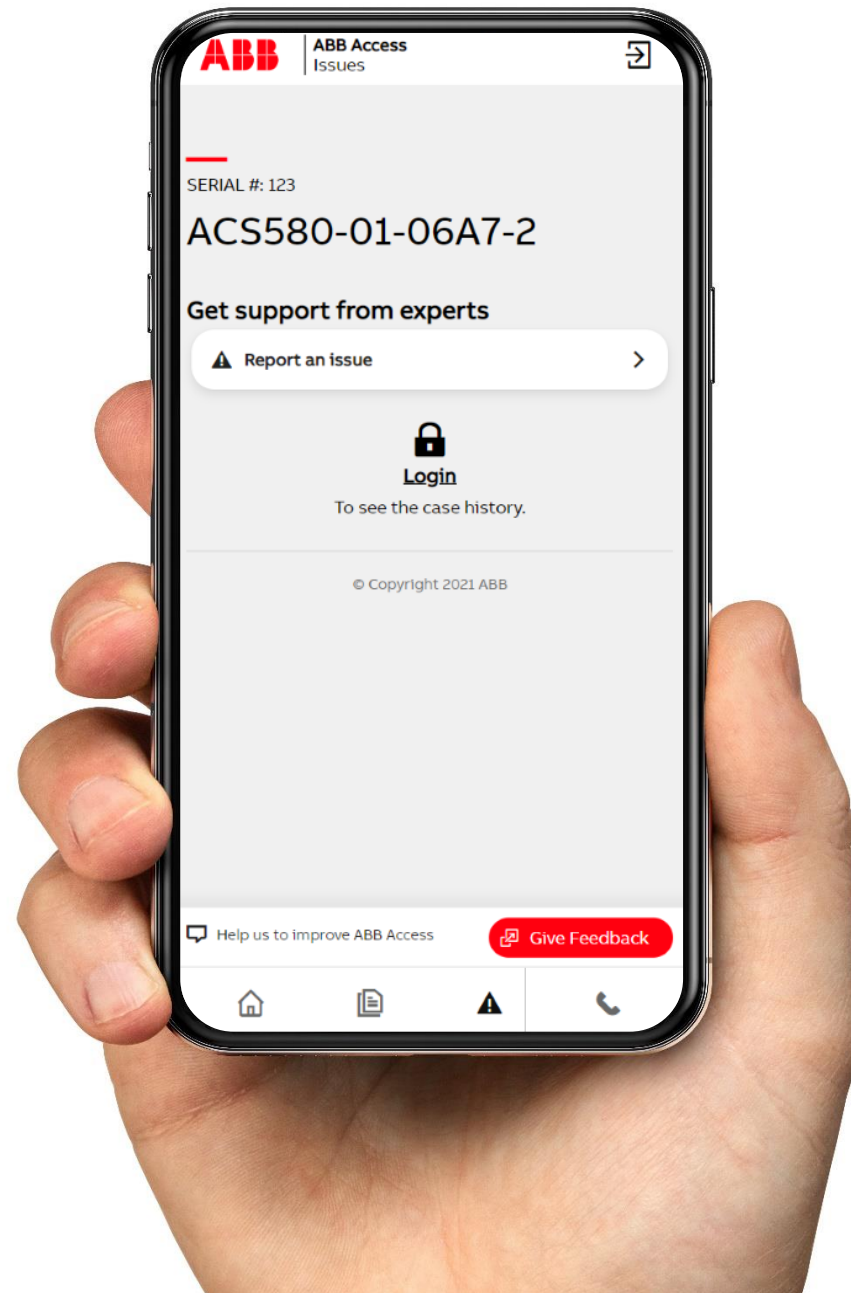 ABB
ABB Access
Issues
SERIAL #: 123
ACS580-01-06A7-2
Get support from experts
Report an issue
Login
To see the case history.
© Copyright 2021 ABB
Help us to improve ABB Access
Give Feedback